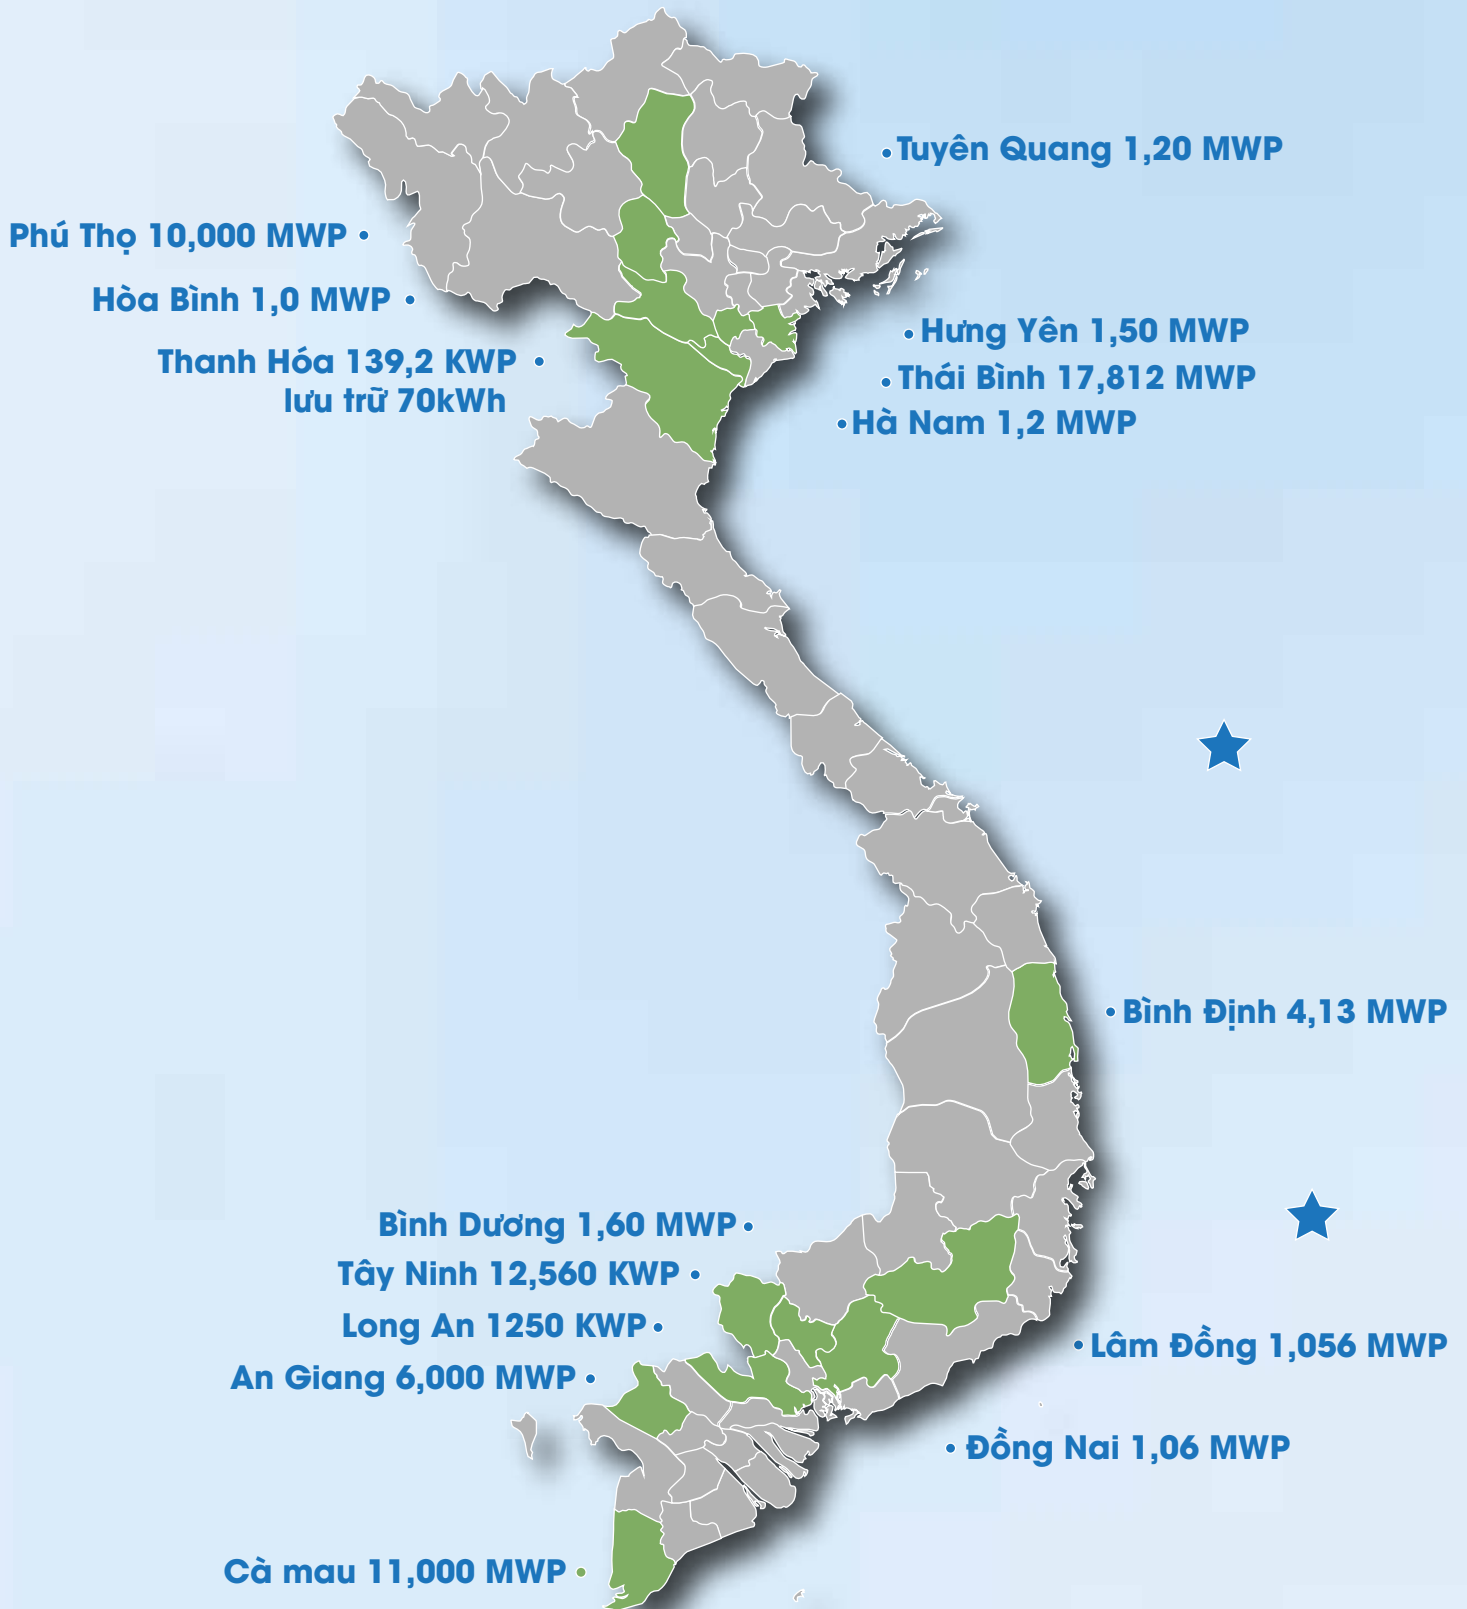 Tuyên Quang 1,20 MWP
Phú Thọ 10,000 MWP
Hòa Bình 1,0 MWP
Thanh Hóa 139,2 KWP
lưu trữ 70kWh
Hưng Yên 1,50 MWP
Thái Bình 17,812 MWP
Hà Nam 1,2 MWP
Bình Định 4,13 MWP
Bình Dương 1,60 MWP
Tây Ninh 12,560 KWP
Long An 1250 KWP
An Giang 6,000 MWP
Lâm Đồng 1,056 MWP
Đồng Nai 1,06 MWP
Cà mau 11,000 MWP